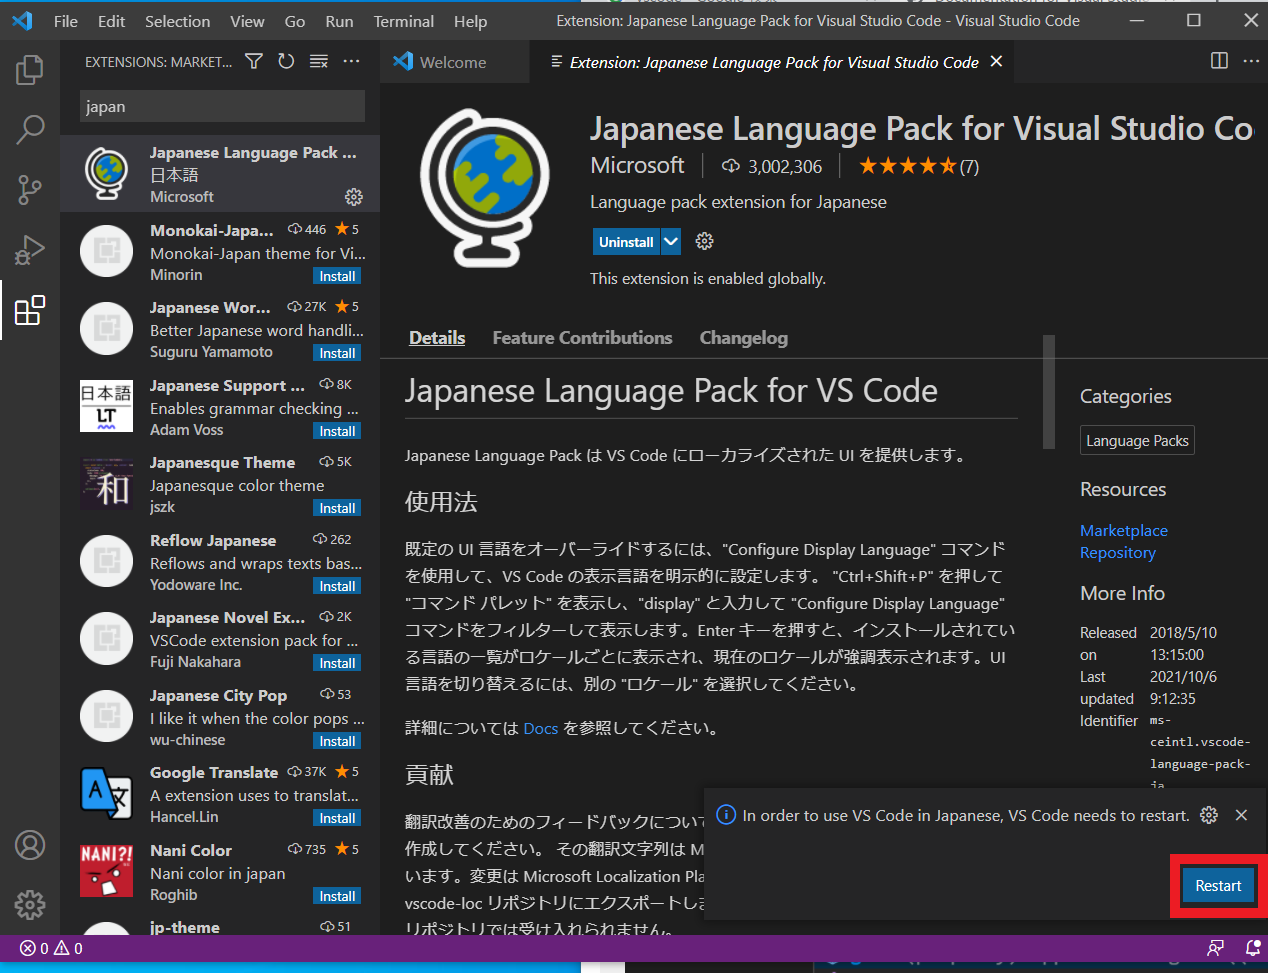 File Edit Selection View Go Run Terminal Help Extension: Japanese Language Pack for Visual Studio Code - Visual Studio Code
EXTENSIONS: MARKET...
Welcome
Extension: Japanese Language Pack for Visual Studio Code
japan
Japanese Language Pack ...
日本語
Microsoft
Monokai-Japa... 446 5
Monokai-Japan theme for Vi...
Minorin Install
Japanese Wor... 27K 5
Better Japanese word handli...
Suguru Yamamoto Install
Japanese Support ... 8K
Enables grammar checking ...
Adam Voss Install
日本語
LT
Japanesque Theme 5K
Japanesque color theme
jszk Install
和
Reflow Japanese 262
Reflows and wraps texts bas...
Yodoware Inc. Install
Japanese Novel Ex... 2K
VSCode extension pack for ...
Fuji Nakahara Install
Japanese City Pop 53
I like it when the color pops ...
wu-chinese Install
Google Translate 37K 5
A extension uses to translat...
Hancel.Lin Install
A 文
Nani Color 735 5
Nani color in japan
Roghib Install
NANI?!
jp-theme 51
Japanese Language Pack for Visual Studio Co
Microsoft 3,002,306 (7)
Language pack extension for Japanese
Uninstall
This extension is enabled globally.
Details Feature Contributions Changelog
Japanese Language Pack for VS Code
Japanese Language Pack は VS Code にローカライズされた UI を提供します。
使用法
既定の UI 言語をオーバーライドするには、"Configure Display Language" コマンド
を使用して、VS Code の表示言語を明示的に設定します。 "Ctrl+Shift+P" を押して
"コマンド パレット" を表示し、"display" と入力して "Configure Display Language"
コマンドをフィルターして表示します。Enter キーを押すと、インストールされてい
る言語の一覧がロケールごとに表示され、現在のロケールが強調表示されます。UI
言語を切り替えるには、別の "ロケール" を選択してください。
詳細については Docs を参照してください。
貢献
翻訳改善のためのフィードバックについて
作成してください。 その翻訳文字列は M
います。変更は Microsoft Localization Pla
vscode-loc リポジトリにエクスポートしま
リポジトリでは受け入れられません。
Categories
Language Packs
Resources
Marketplace
Repository
More Info
Released 2018/5/10
on 13:15:00
Last 2021/10/6
updated 9:12:35
Identifier ms-
ceintl.vscode-
language-pack-
ja
In order to use VS Code in Japanese, VS Code needs to restart.
Restart
0 0